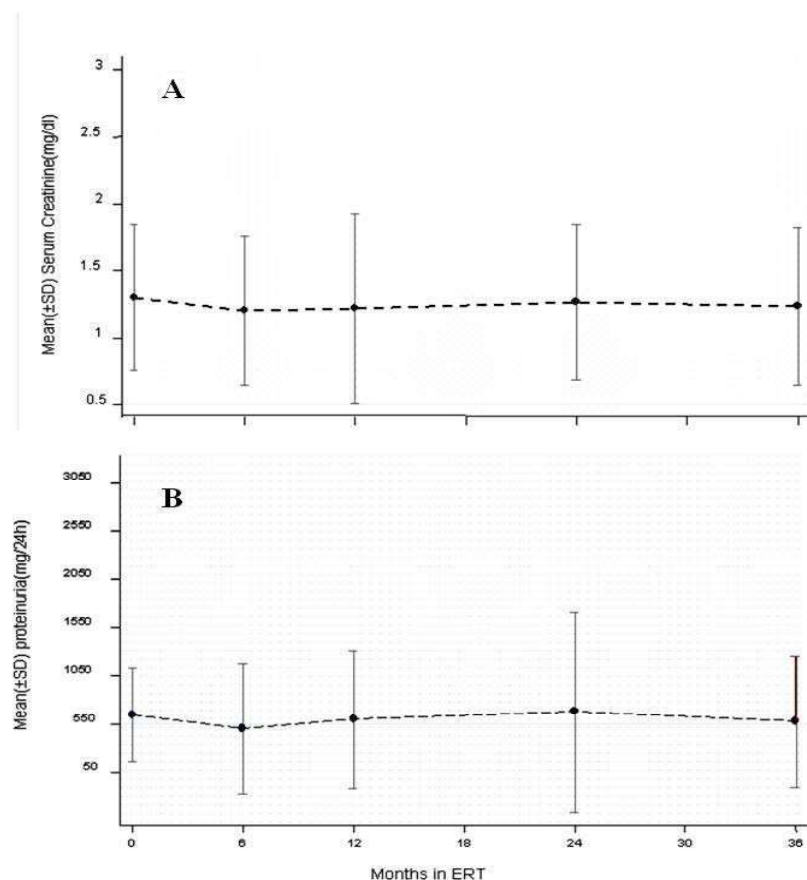 A
Mean(±SD) Serum Creatinine(mg/dl)
3
2.5
2
1.5
1
0.5
B
Mean(±SD) proteinuria(mg/24h)
3050
2550
2050
1550
1050
550
50
0 6 12 18 24 30 36
Months in ERT